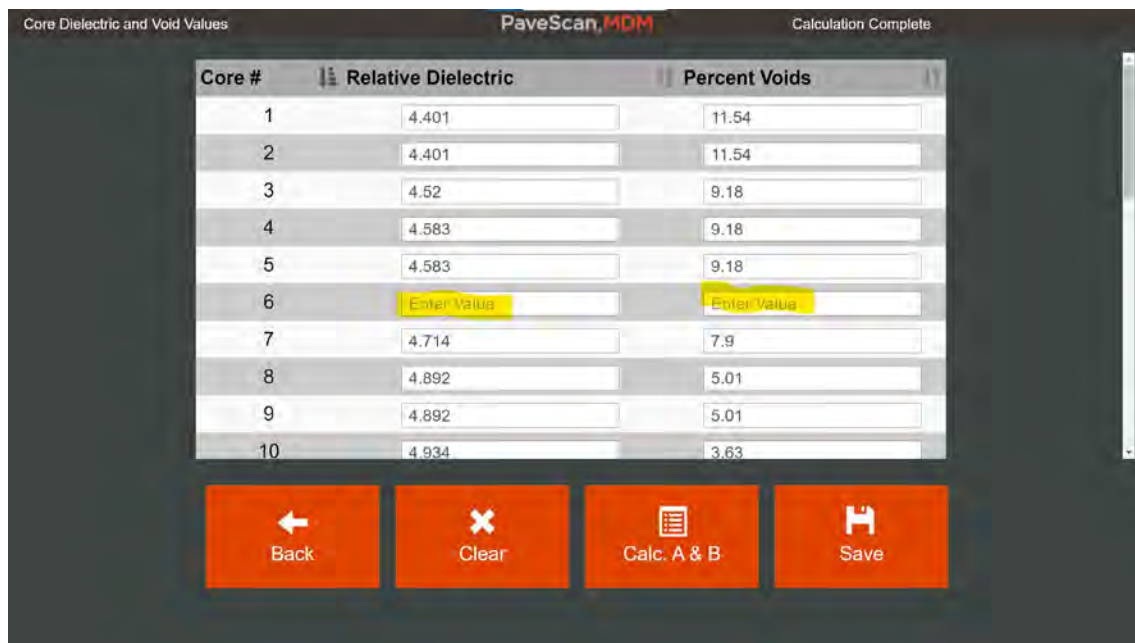 Core Dielectric and Void Values PaveScan,MDM Calculation Complete
Core # Relative Dielectric Percent Voids
1 4.401 11.54
2 4.401 11.54
3 4.52 9.18
4 4.583 9.18
5 4.583 9.18
6 Enter Value Enter Value
7 4.714 7.9
8 4.892 5.01
9 4.892 5.01
10 4.934 3.63
Back Clear Calc. A & B Save